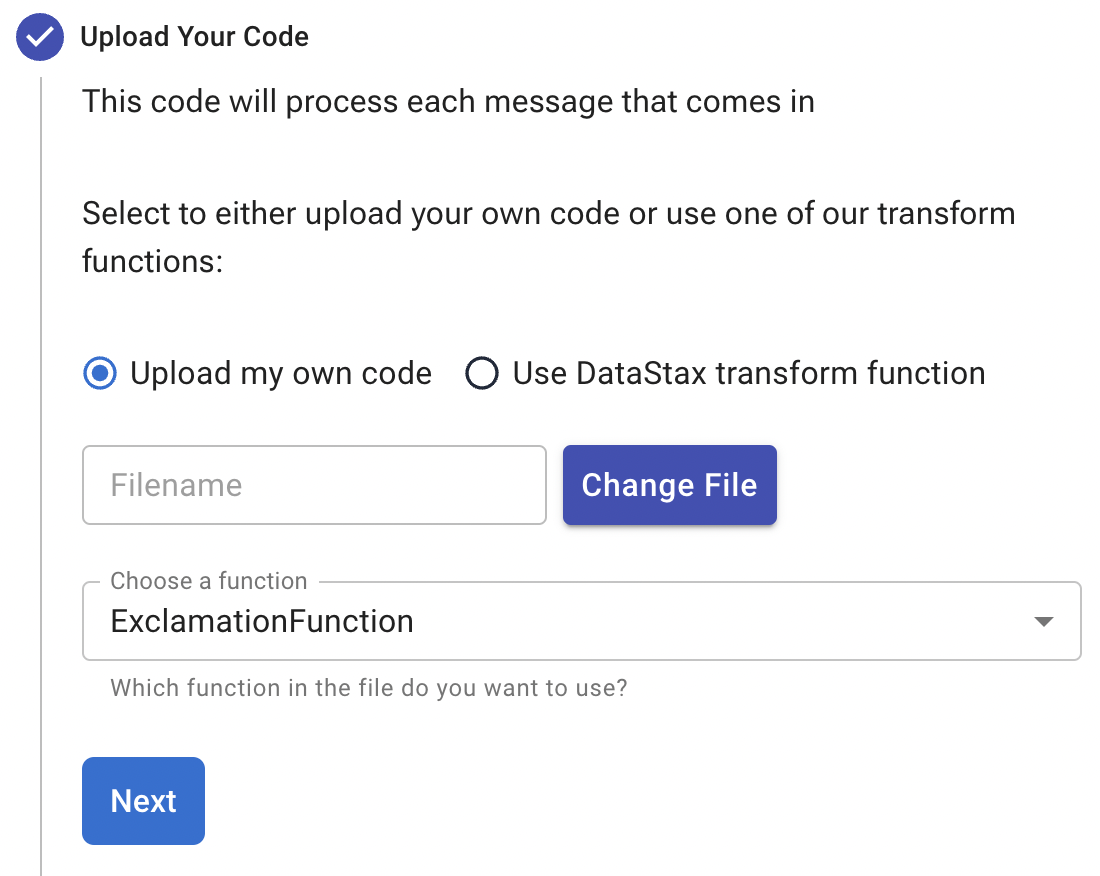 Upload Your Code
This code will process each message that comes in
Select to either upload your own code or use one of our transform
functions:
Upload my own code Use DataStax transform function
Filename Change File
Choose a function
ExclamationFunction
Which function in the file do you want to use?
Next